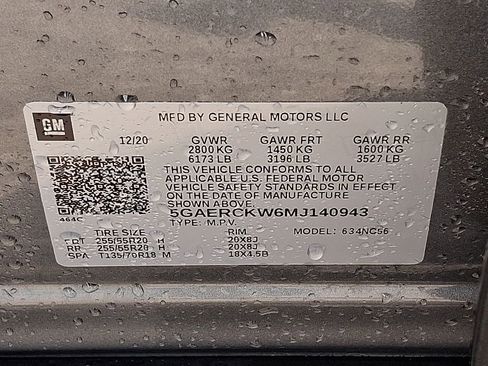 MFD BY GENERAL MOTORS LLC
GM
12/20 GVWR GAWR FRT GAWR RR
2800 KG 1450 KG 1600 KG
6173 LB 3196 LB 3527 LB
THIS VEHICLE CONFORMS TO ALL
APPLICABLE U.S. FEDERAL MOTOR
VEHICLE SAFETY STANDARDS IN EFFECT
ON THE DATE OF MANUFACTURE
SHOWN ABOVE.
5GAERCKW6MJ140943
TYPE: M.P.V. MODEL: 634NC56
TIRE SIZE RIM
FRT 255/55R20 H 20X8J
RR 255/55R20 H 20X8J
SPA T135/70R18 M 18X4.5B